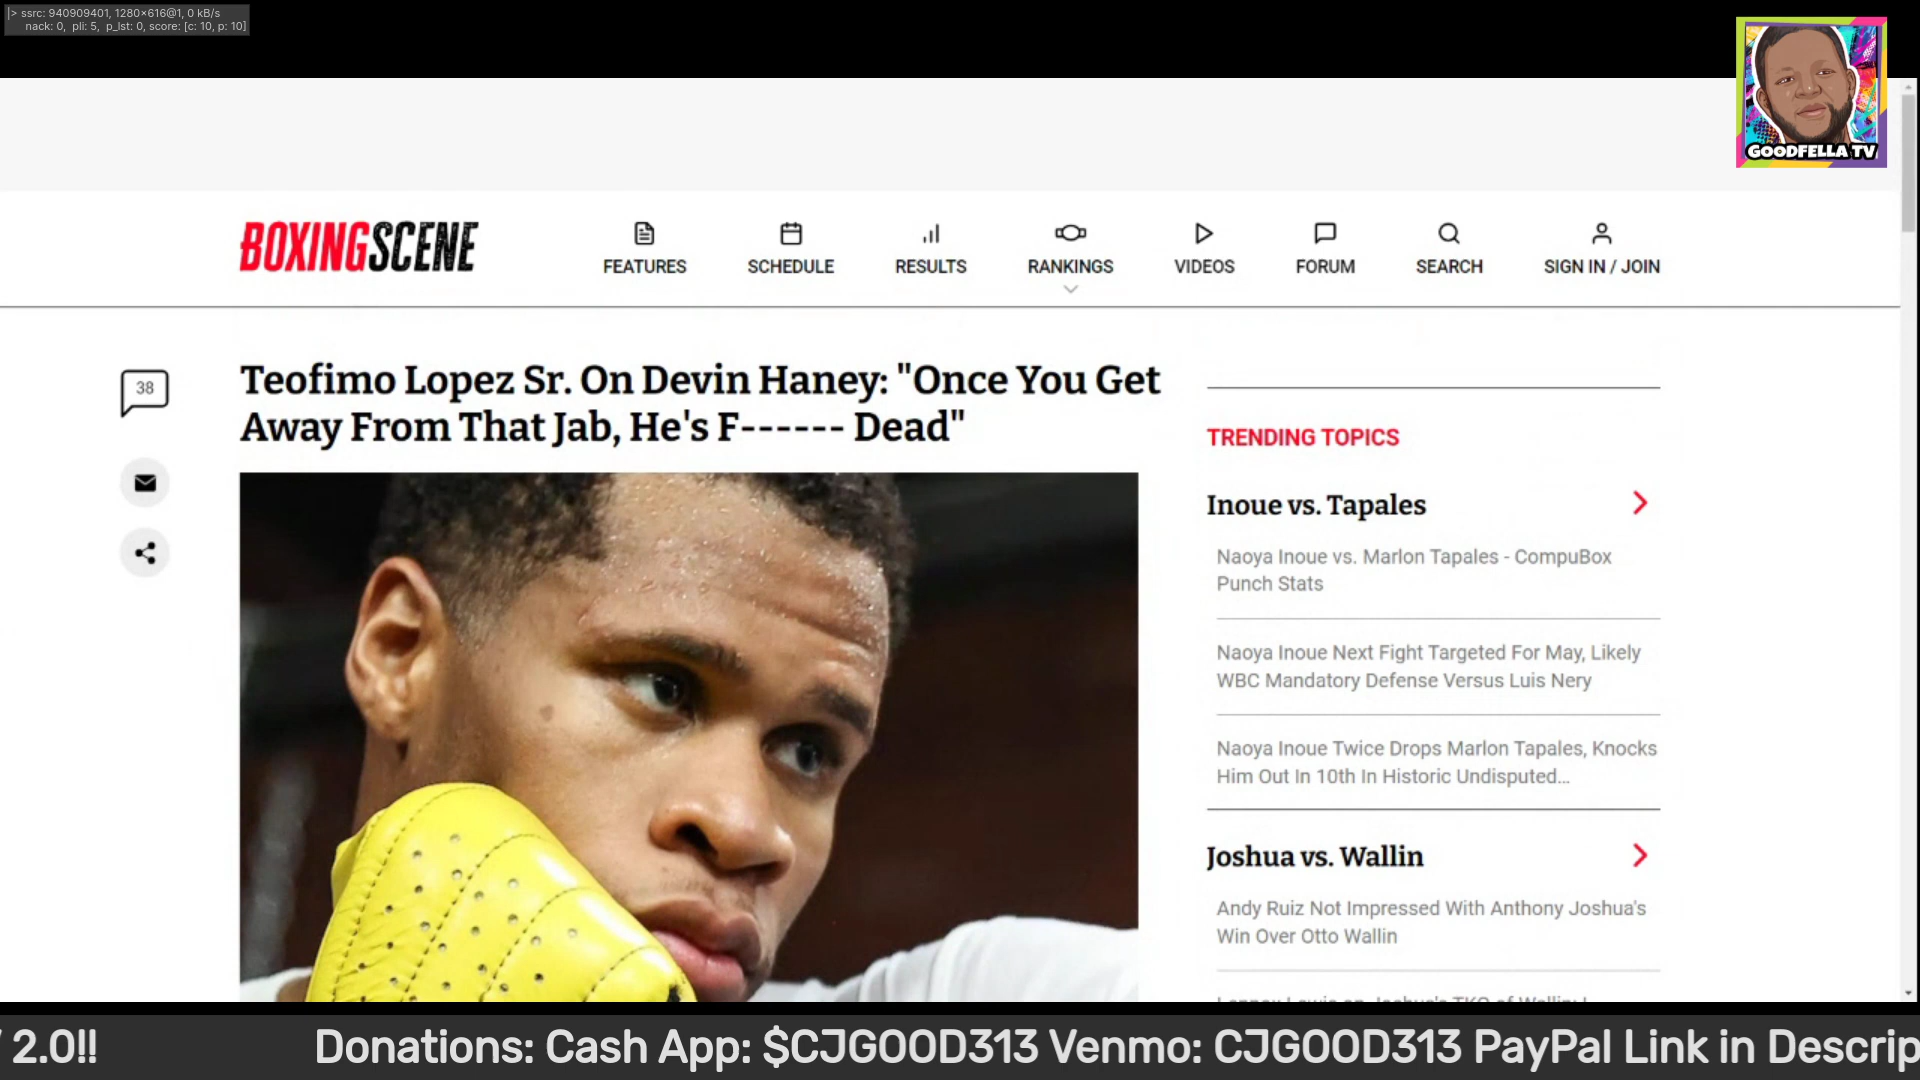 |> ssrc: 940909401, 1280×616@1, 0 kB/s
nack: 0, pli: 5, p_lst: 0, score: [c: 10, p: 10]
GOODFELLA TV
BOXINGSCENE
FEATURES
SCHEDULE
RESULTS
RANKINGS
VIDEOS
FORUM
SEARCH
SIGN IN / JOIN
38
Teofimo Lopez Sr. On Devin Haney: "Once You Get
Away From That Jab, He's F------ Dead"
TRENDING TOPICS
Inoue vs. Tapales
Naoya Inoue vs. Marlon Tapales - CompuBox
Punch Stats
Naoya Inoue Next Fight Targeted For May, Likely
WBC Mandatory Defense Versus Luis Nery
Naoya Inoue Twice Drops Marlon Tapales, Knocks
Him Out In 10th In Historic Undisputed...
Joshua vs. Wallin
Andy Ruiz Not Impressed With Anthony Joshua's
Win Over Otto Wallin
2.0!! Donations: Cash App: $CJGOOD313 Venmo: CJGOOD313 PayPal Link in Descrip